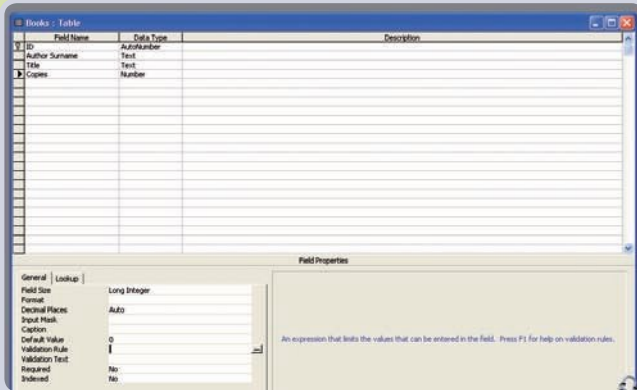 Books : Table
Field Name Data Type Description
ID AutoNumber
Author Surname Text
Title Text
Copies Number
Field Properties
General Lookup
Field Size Long Integer
Format
Decimal Places Auto
Input Mask
Caption
Default Value 0
Validation Rule
Validation Text
Required No
Indexed No
An expression that limits the values that can be entered in the field. Press F1 for help on validation rules.